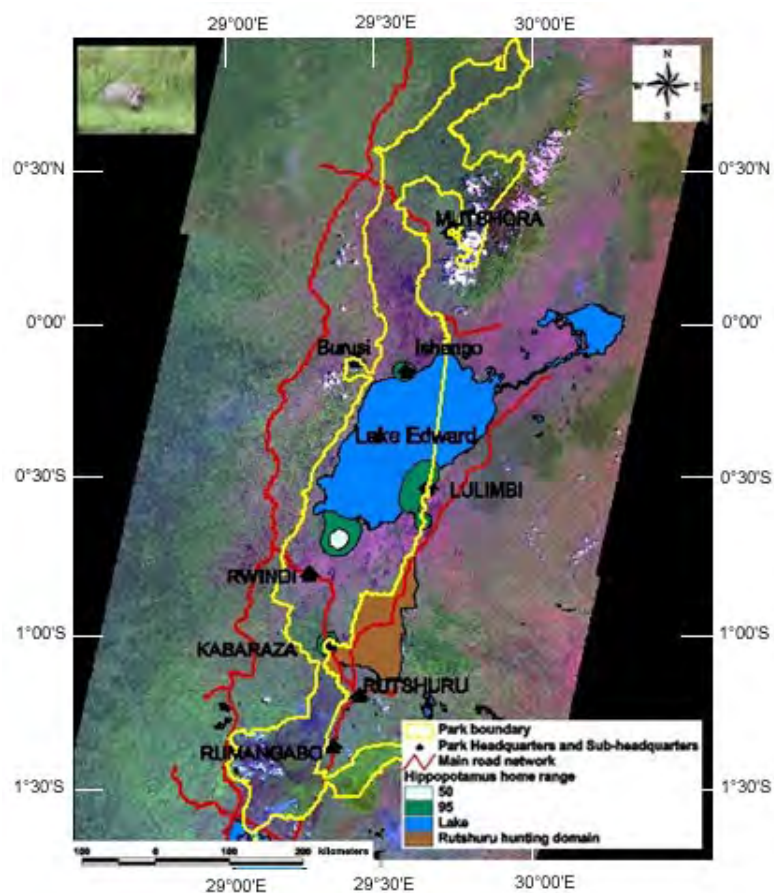 29°00'E 29°30'E 30°00'E
N
W E
S
0°30'N 0°30'N
MUTSHORA
0°00' 0°00'
Burusi Ishango
Lake Edward
0°30'S 0°30'S
LULIMBI
RWINDI
1°00'S 1°00'S
KABARAZA
RUTSHURU
RUMANGABO
Park boundary
Park Headquarters and Sub-headquarters
Main road network
Hippopotamus home range
50
95
Lake
Rutshuru hunting domain
1°30'S 1°30'S
100 0 100 200 kilometers
29°00'E 29°30'E 30°00'E